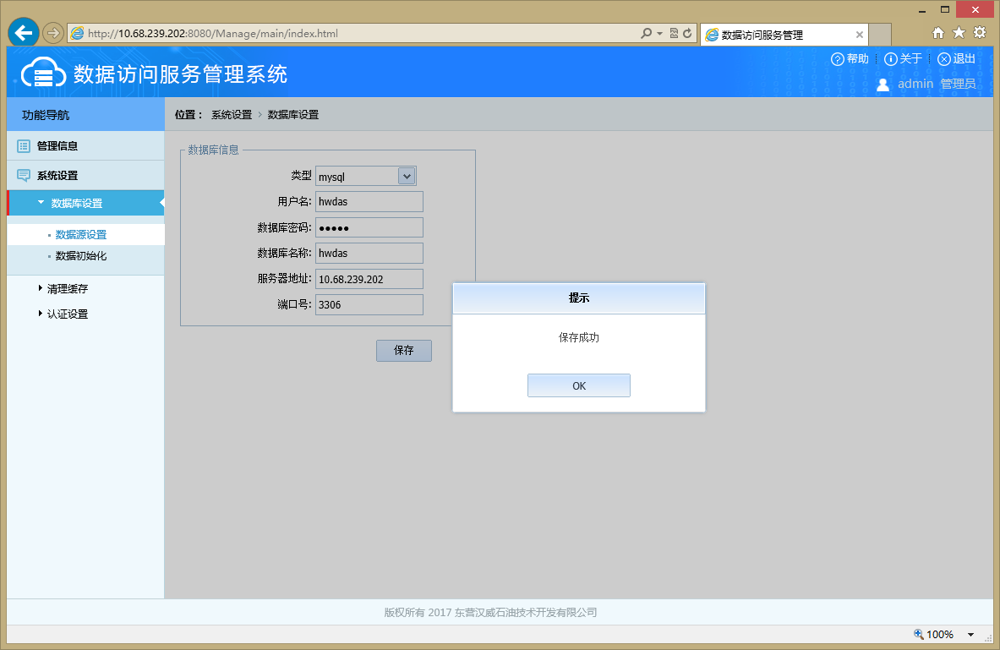 http://10.68.239.202:8080/Manage/main/index.html
数据访问服务管理
数据访问服务管理系统
帮助
关于
退出
admin 管理员
功能导航
位置： 系统设置 › 数据库设置
管理信息
系统设置
数据库设置
数据源设置
数据初始化
清理缓存
认证设置
数据库信息
类型 mysql
用户名: hwdas
数据库密码: ●●●●●
数据库名称: hwdas
服务器地址: 10.68.239.202
端口号: 3306
保存
提示
保存成功
OK
版权所有 2017 东营汉威石油技术开发有限公司
100%